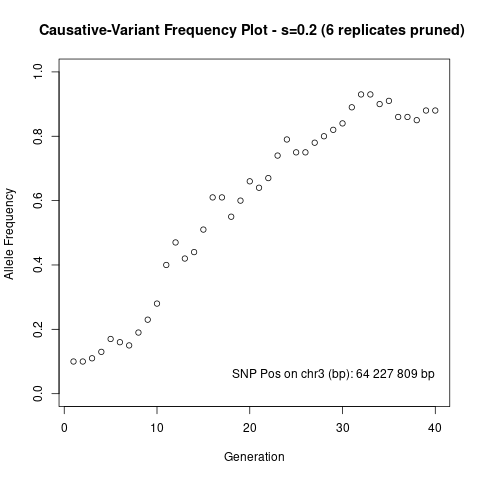 Causative-Variant Frequency Plot - s=0.2 (6 replicates pruned)
1.0
0.8
0.6
0.4
0.2
0.0
Allele Frequency
SNP Pos on chr3 (bp): 64 227 809 bp
0 10 20 30 40
Generation